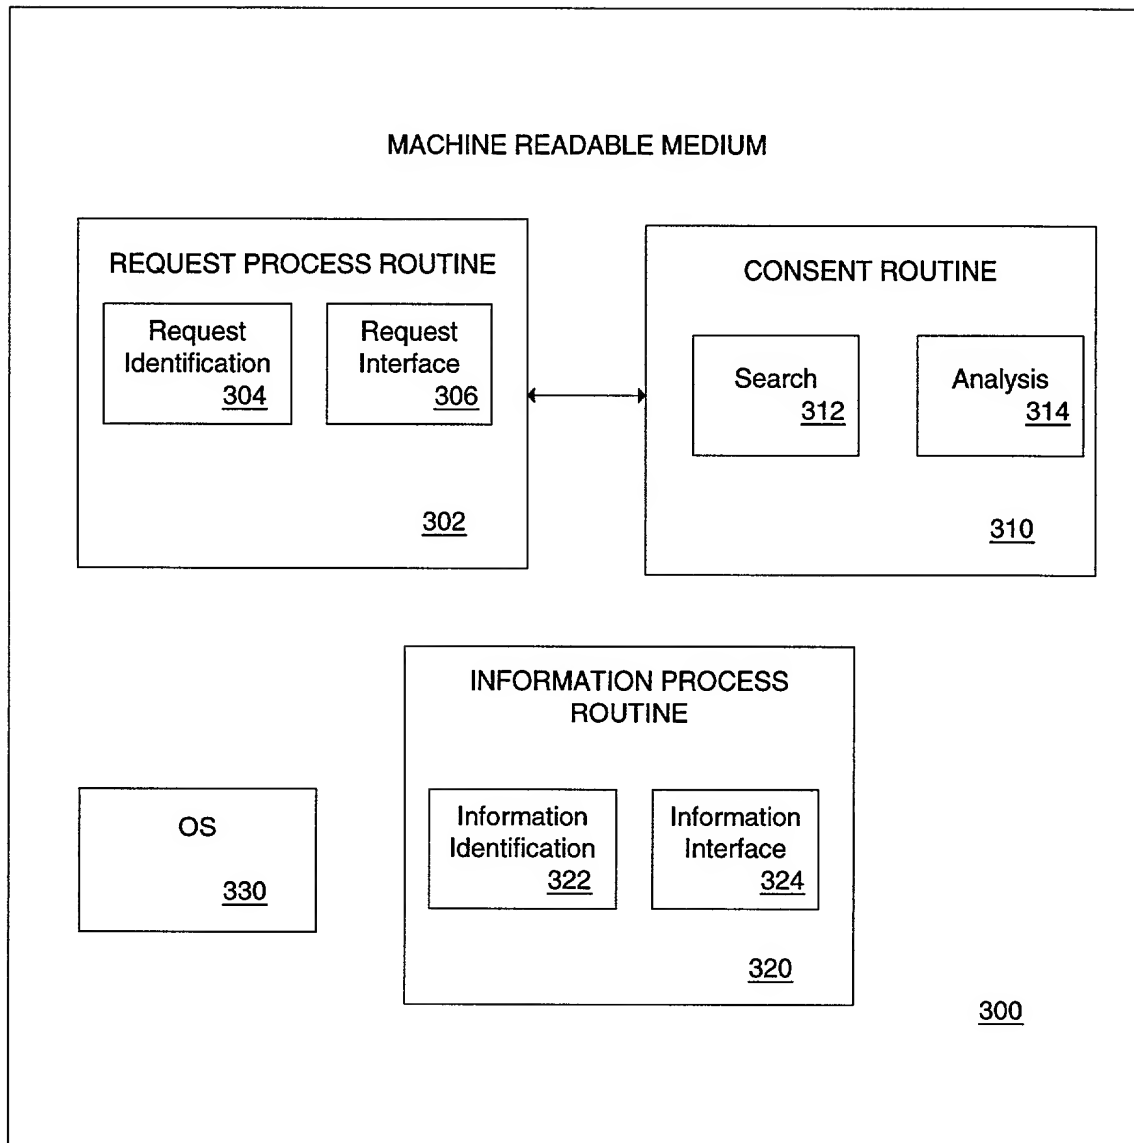 MACHINE READABLE MEDIUM
REQUEST PROCESS ROUTINE
Request
Identification
304
Request
Interface
306
302
CONSENT ROUTINE
Search
312
Analysis
314
310
INFORMATION PROCESS
ROUTINE
Information
Identification
322
Information
Interface
324
320
OS
330
300